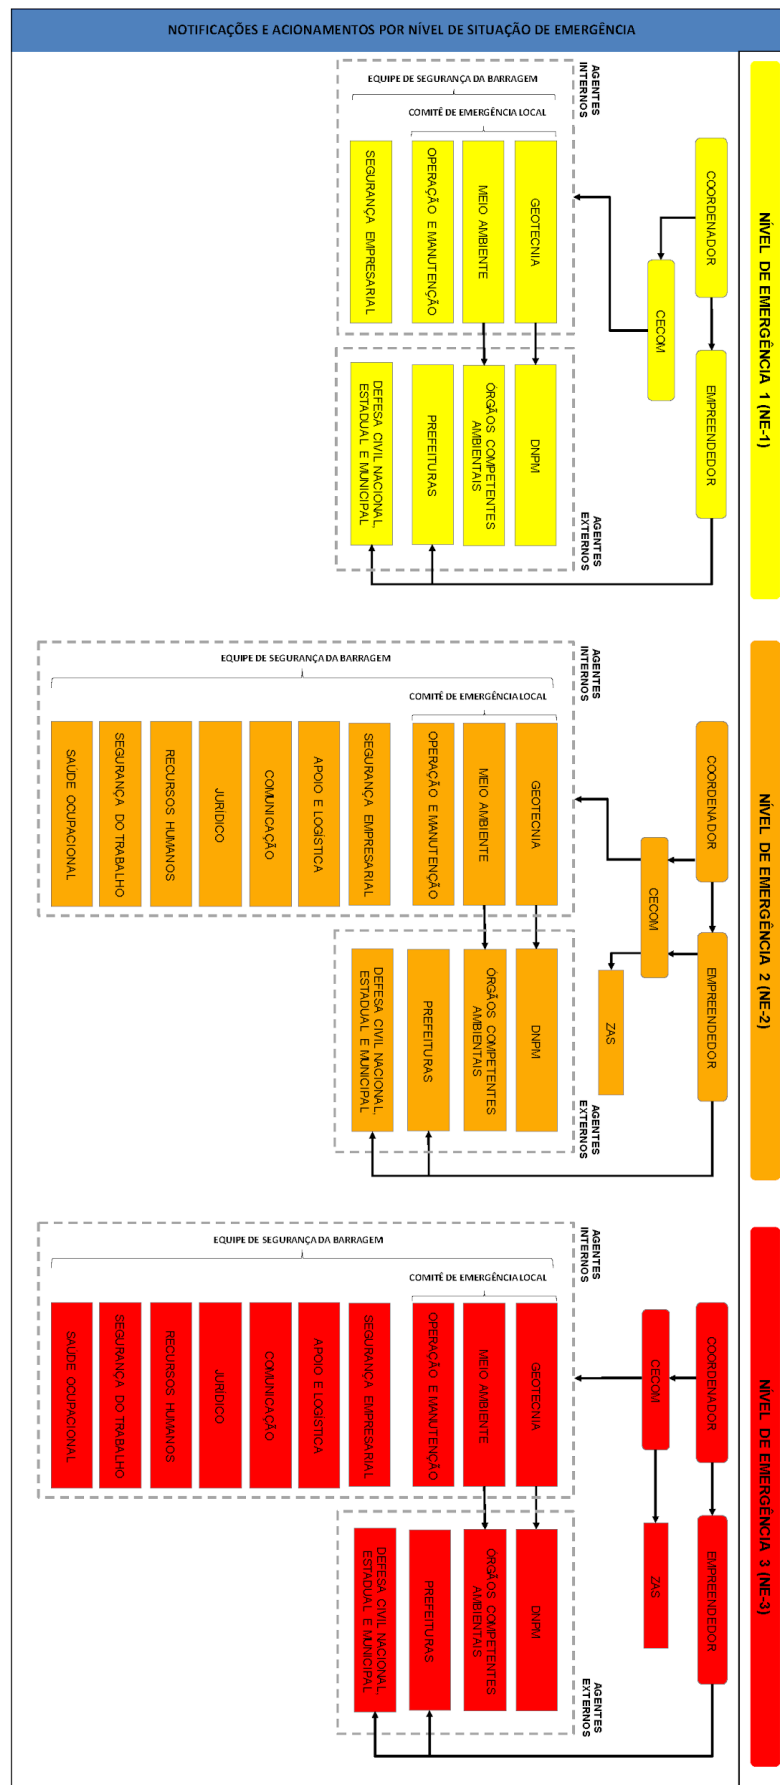 NOTIFICAÇÕES E ACIONAMENTOS POR NÍVEL DE SITUAÇÃO DE EMERGÊNCIA
NÍVEL DE EMERGÊNCIA 1 (NE-1)
COORDENADOR
EMPREENDEDOR
CECOM
AGENTES
INTERNOS
AGENTES
EXTERNOS
EQUIPE DE SEGURANÇA DA BARRAGEM
COMITÊ DE EMERGÊNCIA LOCAL
GEOTECNIA
MEIO AMBIENTE
OPERAÇÃO E MANUTENÇÃO
SEGURANÇA EMPRESARIAL
DNPM
ÓRGÃOS COMPETENTES
AMBIENTAIS
PREFEITURAS
DEFESA CIVIL NACIONAL,
ESTADUAL E MUNICIPAL
NÍVEL DE EMERGÊNCIA 2 (NE-2)
COORDENADOR
EMPREENDEDOR
CECOM
ZAS
AGENTES
INTERNOS
AGENTES
EXTERNOS
EQUIPE DE SEGURANÇA DA BARRAGEM
COMITÊ DE EMERGÊNCIA LOCAL
GEOTECNIA
MEIO AMBIENTE
OPERAÇÃO E MANUTENÇÃO
SEGURANÇA EMPRESARIAL
APOIO E LOGÍSTICA
COMUNICAÇÃO
JURÍDICO
RECURSOS HUMANOS
SEGURANÇA DO TRABALHO
SAÚDE OCUPACIONAL
DNPM
ÓRGÃOS COMPETENTES
AMBIENTAIS
PREFEITURAS
DEFESA CIVIL NACIONAL,
ESTADUAL E MUNICIPAL
NÍVEL DE EMERGÊNCIA 3 (NE-3)
COORDENADOR
EMPREENDEDOR
CECOM
ZAS
AGENTES
INTERNOS
AGENTES
EXTERNOS
EQUIPE DE SEGURANÇA DA BARRAGEM
COMITÊ DE EMERGÊNCIA LOCAL
GEOTECNIA
MEIO AMBIENTE
OPERAÇÃO E MANUTENÇÃO
SEGURANÇA EMPRESARIAL
APOIO E LOGÍSTICA
COMUNICAÇÃO
JURÍDICO
RECURSOS HUMANOS
SEGURANÇA DO TRABALHO
SAÚDE OCUPACIONAL
DNPM
ÓRGÃOS COMPETENTES
AMBIENTAIS
PREFEITURAS
DEFESA CIVIL NACIONAL,
ESTADUAL E MUNICIPAL